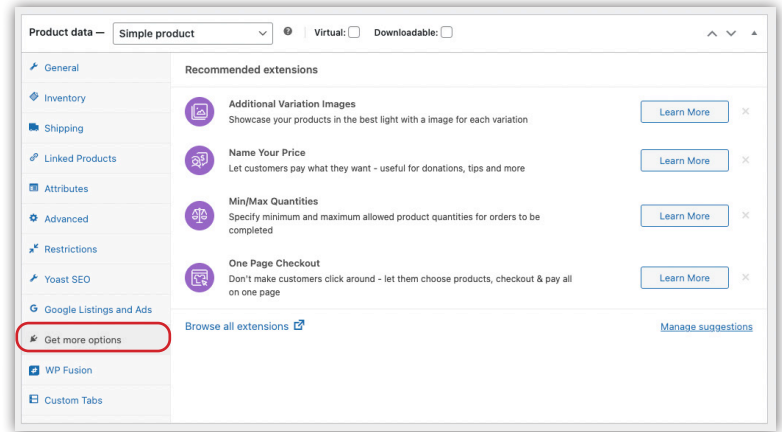 Product data — Simple product Virtual: Downloadable:
General
Inventory
Shipping
Linked Products
Attributes
Advanced
Restrictions
Yoast SEO
Google Listings and Ads
Get more options
WP Fusion
Custom Tabs
Recommended extensions
Additional Variation Images
Showcase your products in the best light with a image for each variation
Learn More
Name Your Price
Let customers pay what they want - useful for donations, tips and more
Learn More
Min/Max Quantities
Specify minimum and maximum allowed product quantities for orders to be
completed
Learn More
One Page Checkout
Don't make customers click around - let them choose products, checkout & pay all
on one page
Learn More
Browse all extensions
Manage suggestions